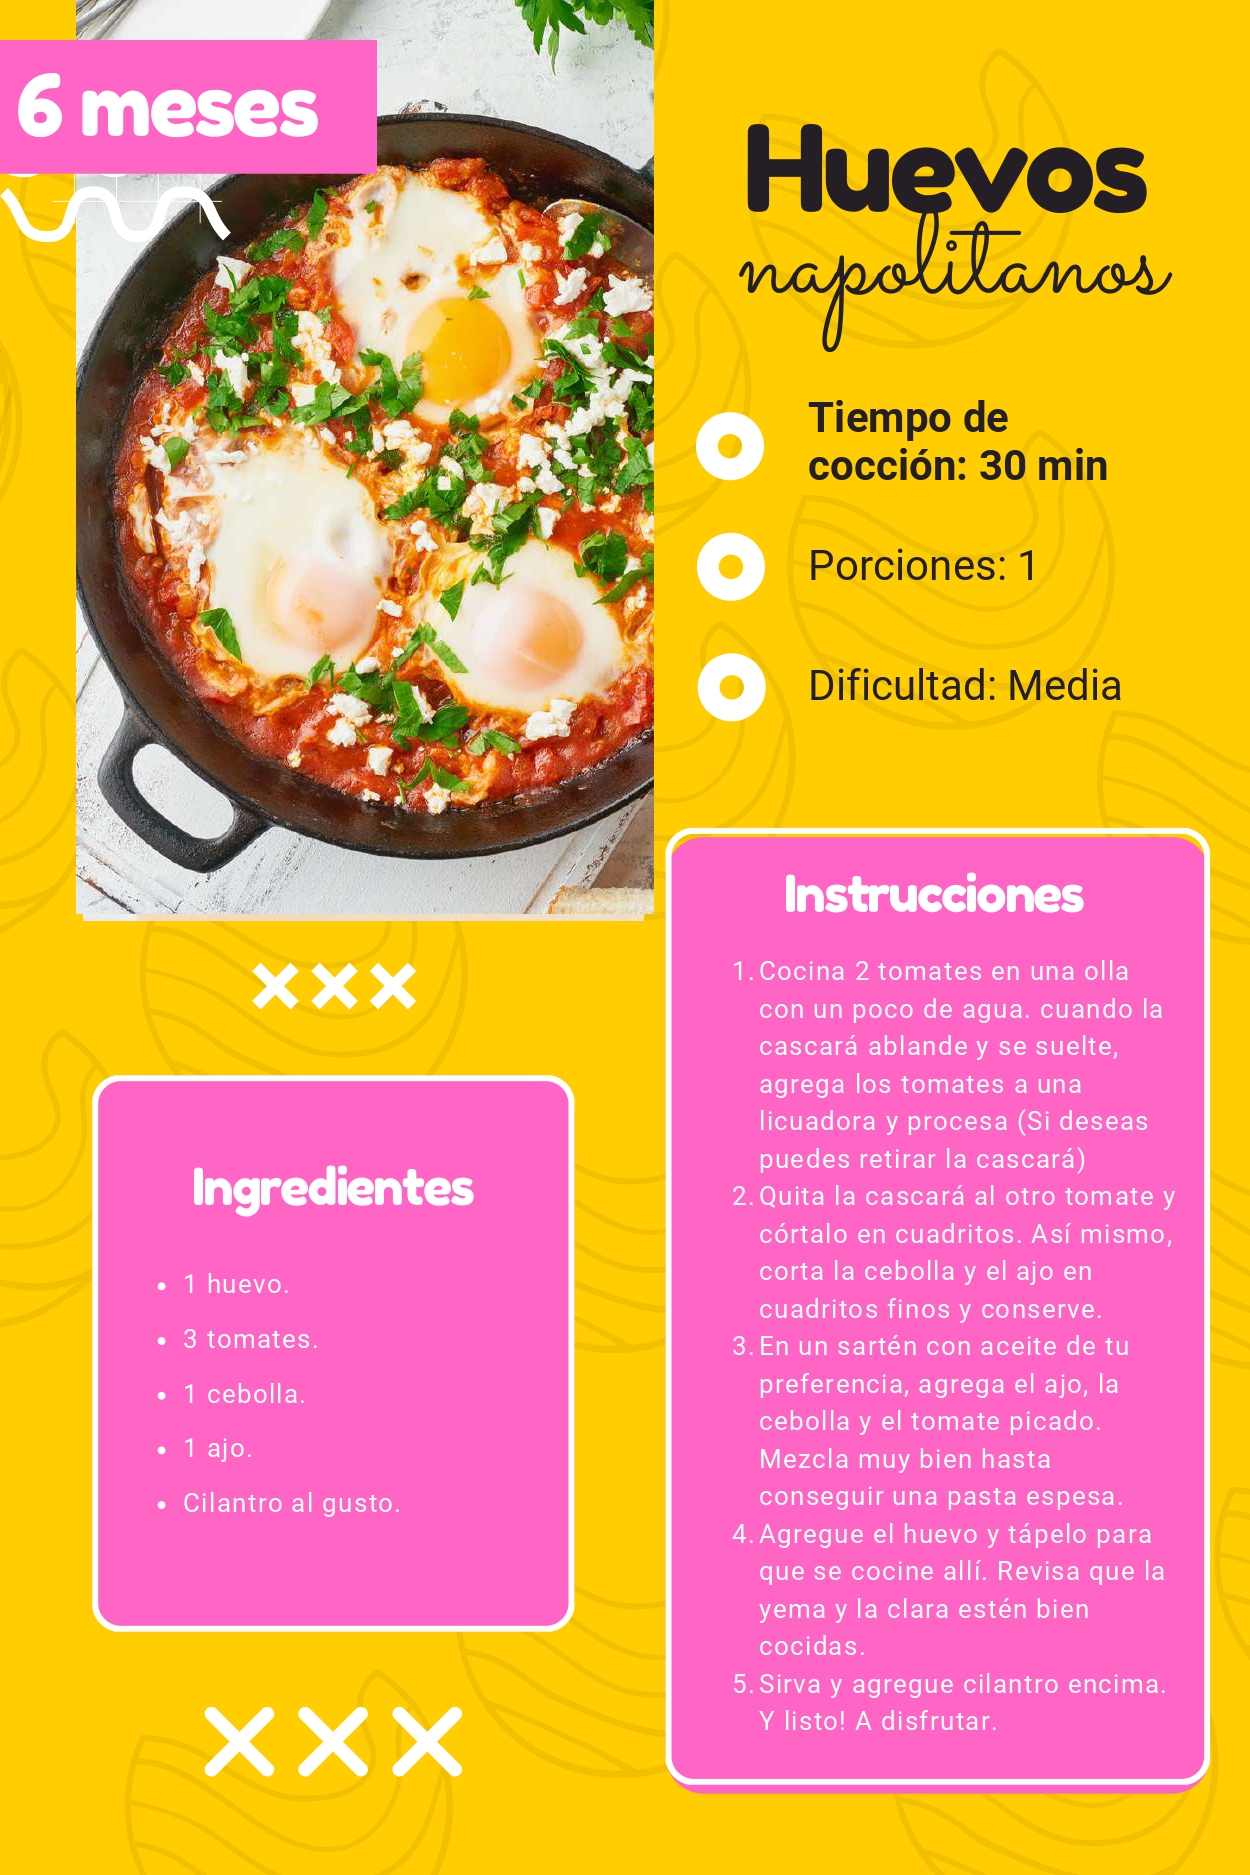 6 meses
Huevos
napolitanos
Tiempo de
cocción: 30 min
Porciones: 1
Dificultad: Media
Ingredientes
• 1 huevo.
• 3 tomates.
• 1 cebolla.
• 1 ajo.
• Cilantro al gusto.
Instrucciones
1. Cocina 2 tomates en una olla
con un poco de agua. cuando la
cascará ablande y se suelte,
agrega los tomates a una
licuadora y procesa (Si deseas
puedes retirar la cascará)
2. Quita la cascará al otro tomate y
córtalo en cuadritos. Así mismo,
corta la cebolla y el ajo en
cuadritos finos y conserve.
3. En un sartén con aceite de tu
preferencia, agrega el ajo, la
cebolla y el tomate picado.
Mezcla muy bien hasta
conseguir una pasta espesa.
4. Agregue el huevo y tápelo para
que se cocine allí. Revisa que la
yema y la clara estén bien
cocidas.
5. Sirva y agregue cilantro encima.
Y listo! A disfrutar.